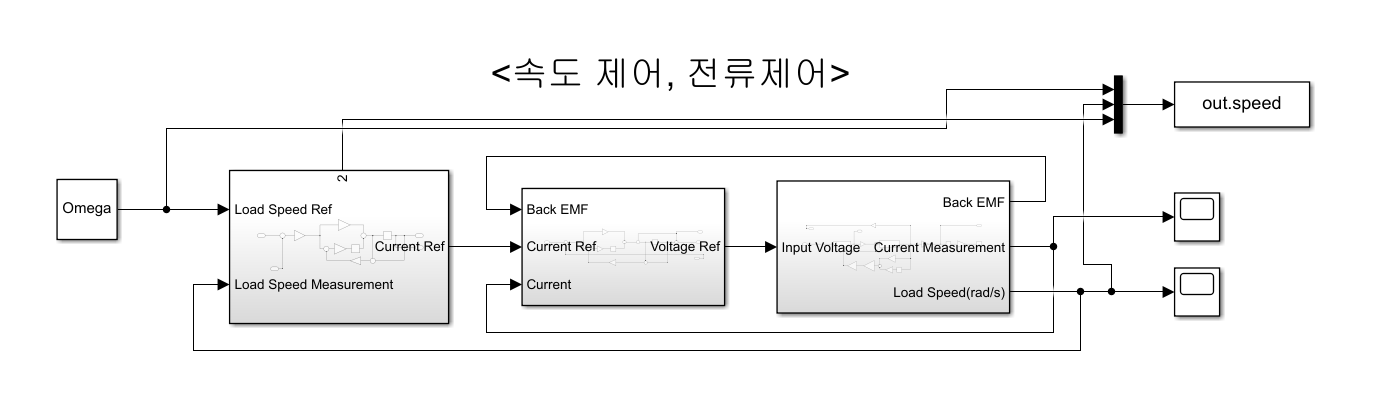 <속도 제어, 전류제어>
out.speed
2
Omega
Load Speed Ref
Current Ref
Load Speed Measurement
Back EMF
Current Ref
Voltage Ref
Current
Back EMF
Input Voltage
Current Measurement
Load Speed(rad/s)